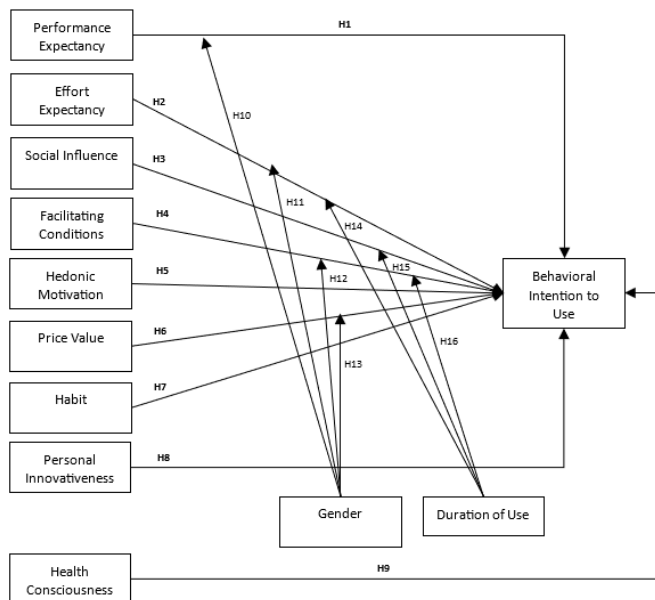 Performance
Expectancy
H1
Effort
Expectancy
H2
H10
Social Influence
H3
H11
Facilitating
Conditions
H4
H14
Hedonic
Motivation
H5
H12
H15
Behavioral
Intention to
Use
Price Value
H6
H13
H16
Habit
H7
Personal
Innovativeness
H8
Gender
Duration of Use
Health
Consciousness
H9